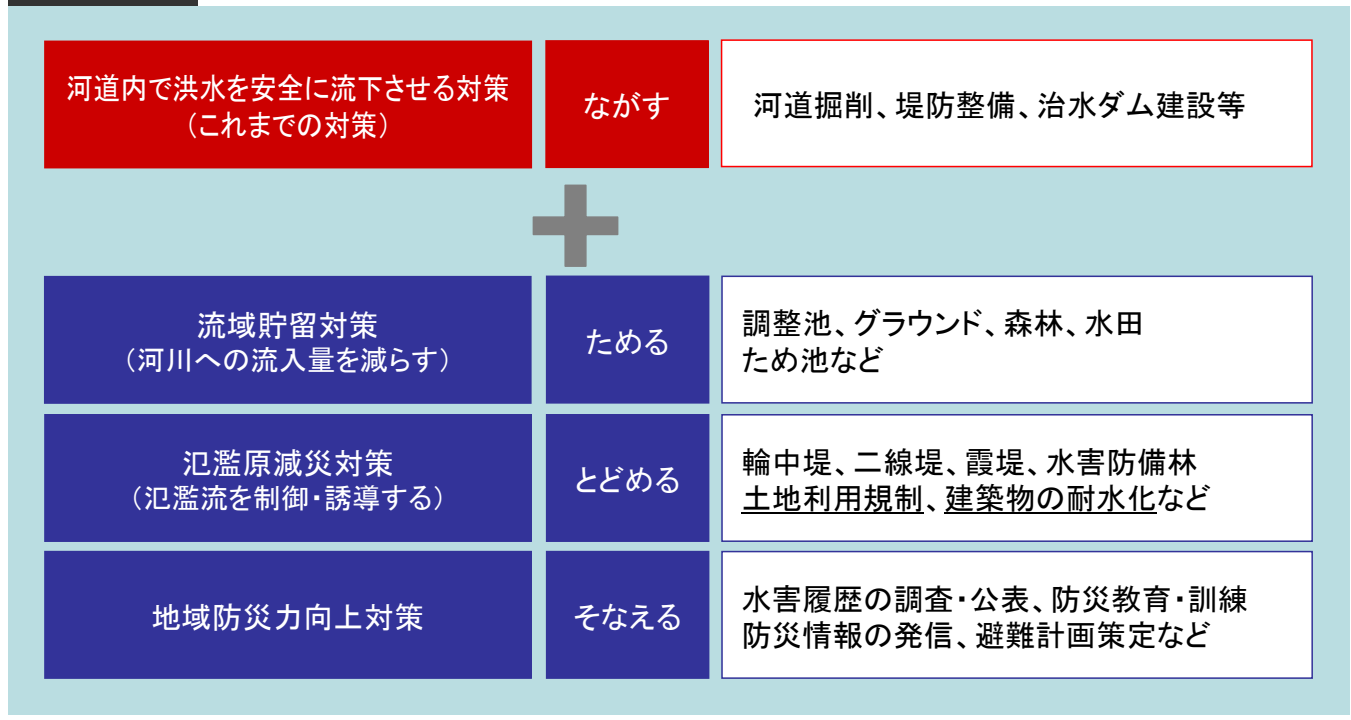 河道内で洪水を安全に流下させる対策
（これまでの対策）
ながす
河道掘削、堤防整備、治水ダム建設等
流域貯留対策
（河川への流入量を減らす）
ためる
調整池、グラウンド、森林、水田
ため池など
氾濫原減災対策
（氾濫流を制御・誘導する）
とどめる
輪中堤、二線堤、霞堤、水害防備林
土地利用規制、建築物の耐水化など
地域防災力向上対策
そなえる
水害履歴の調査・公表、防災教育・訓練
防災情報の発信、避難計画策定など